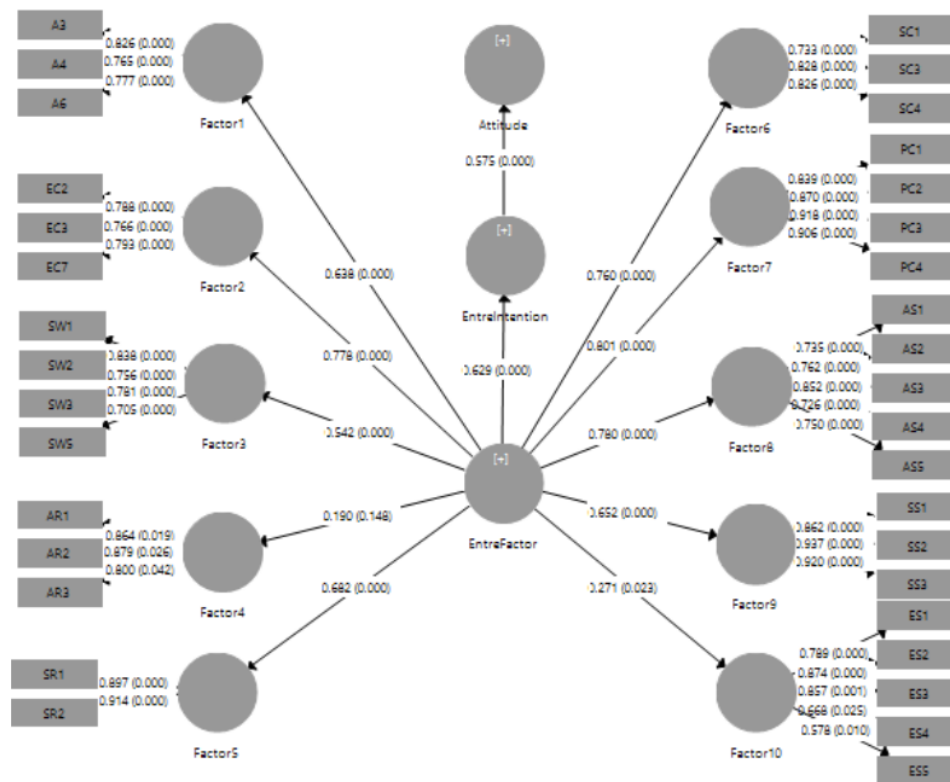 A3
A4
A6
0.826 (0.000)
0.765 (0.000)
0.777 (0.000)
Factor1
[+]
Attitude
0.575 (0.000)
[+]
EntreIntention
0.629 (0.000)
[+]
EntreFactor
0.733 (0.000)
0.828 (0.000)
0.826 (0.000)
Factor6
SC1
SC3
SC4
EC2
EC3
EC7
0.788 (0.000)
0.766 (0.000)
0.793 (0.000)
Factor2
0.638 (0.000)
0.760 (0.000)
0.839 (0.000)
0.870 (0.000)
0.918 (0.000)
0.906 (0.000)
Factor7
PC1
PC2
PC3
PC4
SW1
SW2
SW3
SW5
0.838 (0.000)
0.756 (0.000)
0.781 (0.000)
0.705 (0.000)
Factor3
0.778 (0.000)
0.801 (0.000)
0.735 (0.000)
0.762 (0.000)
0.852 (0.000)
0.726 (0.000)
0.750 (0.000)
Factor8
AS1
AS2
AS3
AS4
AS5
0.542 (0.000)
0.780 (0.000)
AR1
AR2
AR3
0.864 (0.019)
0.879 (0.026)
0.800 (0.042)
Factor4
0.190 (0.148)
0.652 (0.000)
0.862 (0.000)
0.937 (0.000)
0.920 (0.000)
Factor9
SS1
SS2
SS3
SR1
SR2
0.897 (0.000)
0.914 (0.000)
Factor5
0.682 (0.000)
0.271 (0.023)
0.789 (0.000)
0.874 (0.000)
0.857 (0.001)
0.668 (0.025)
0.578 (0.010)
Factor10
ES1
ES2
ES3
ES4
ES5